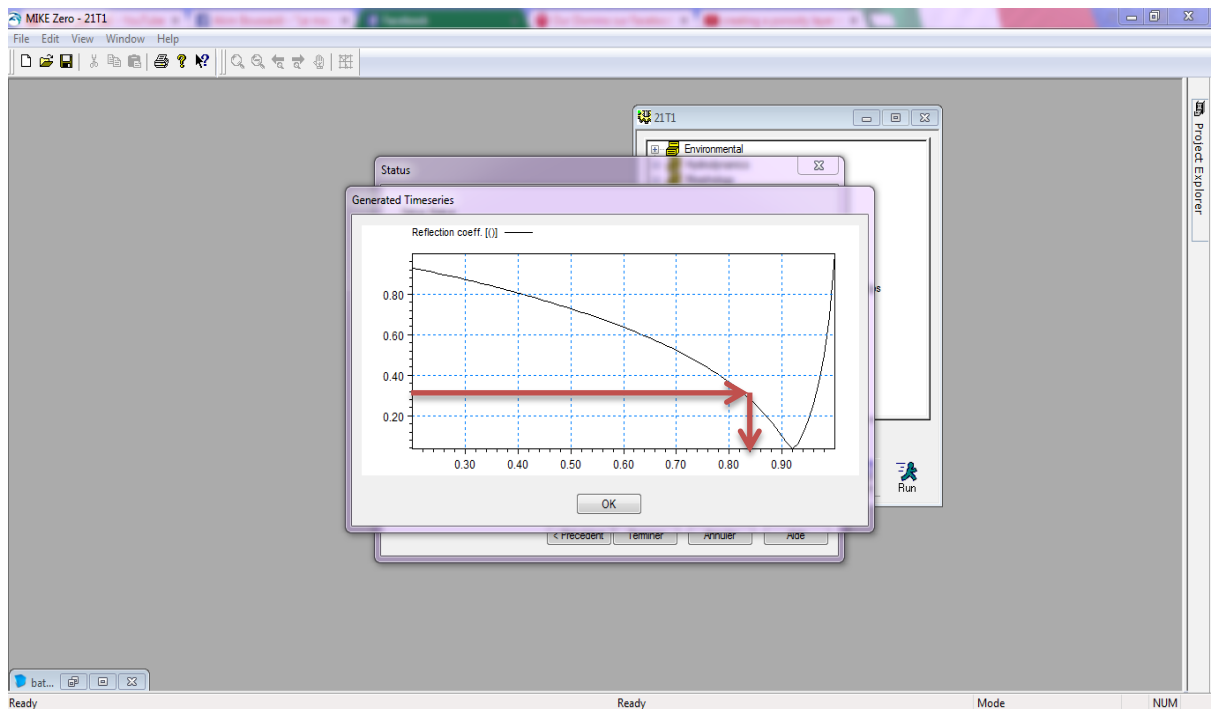 MIKE Zero - 21T1
File Edit View Window Help
Project Explorer
21T1
Environmental
Status
Generated Timeseries
Reflection coeff. [()]
0.80
0.60
0.40
0.20
0.30 0.40 0.50 0.60 0.70 0.80 0.90
OK
Run
< Précédent Terminer Annuler Aide
bat...
Ready Ready Mode NUM